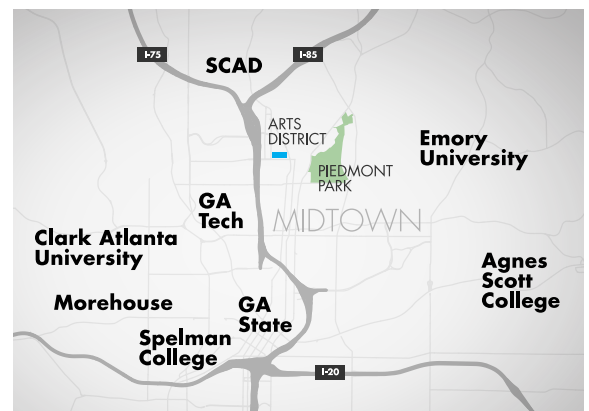 I-75
I-85
SCAD
ARTS
DISTRICT
Emory
University
PIEDMONT
PARK
GA
Tech
MIDTOWN
Clark Atlanta
University
Agnes
Scott
College
Morehouse
GA
State
Spelman
College
I-20